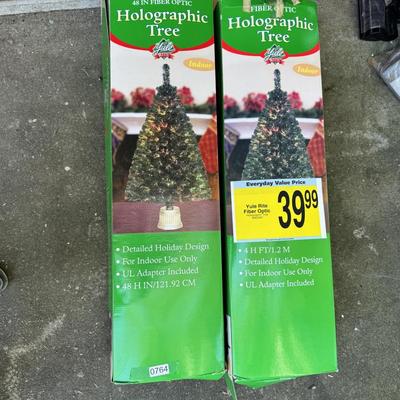 48 IN FIBER OPTIC
Holographic
Tree
Yule
Indoor
• Detailed Holiday Design
• For Indoor Use Only
• UL Adapter Included
• 48 H IN/121.92 CM
0764
FIBER OPTIC
Holographic
Tree
Yule
Indoor
Everyday Value Price
Yule Rite
Fiber Optic
39.99
• 4 H FT/1.2 M
• Detailed Holiday Design
• For Indoor Use Only
• UL Adapter Included